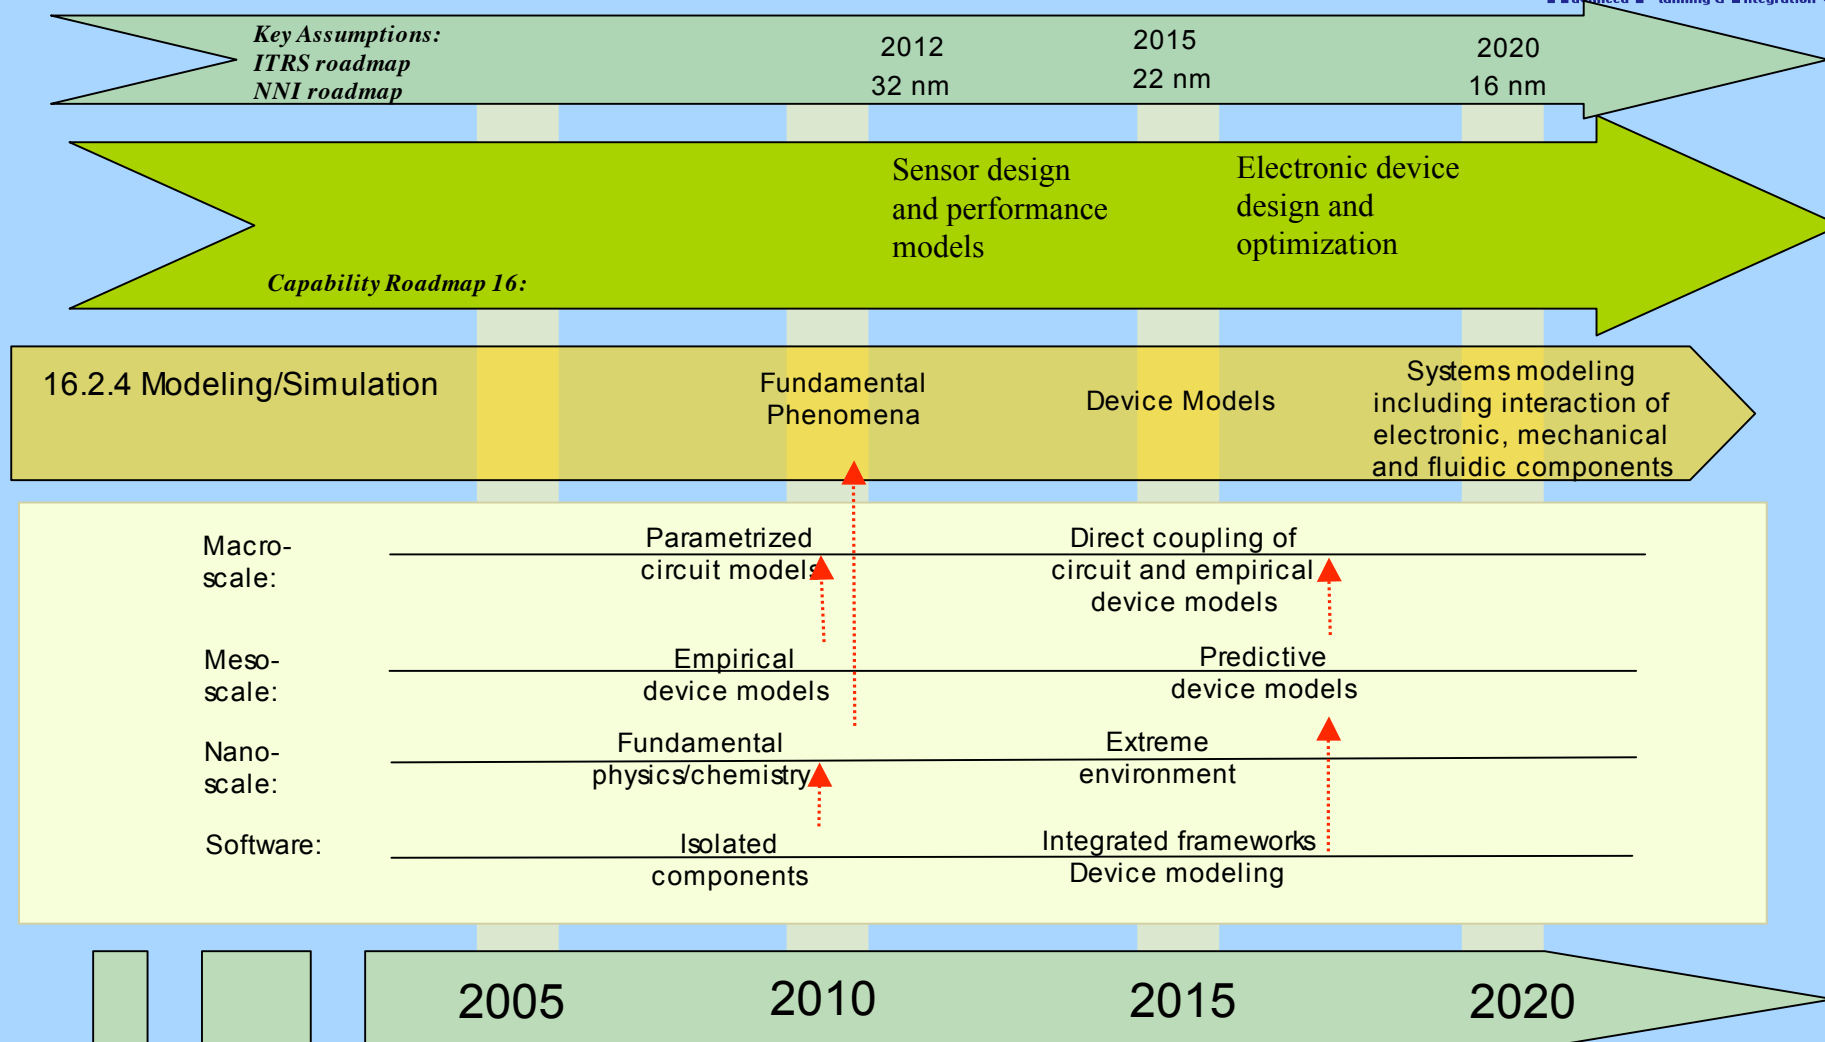 Key Assumptions:
ITRS roadmap
NNI roadmap
2012
32 nm
2015
22 nm
2020
16 nm
Sensor design
and performance
models
Electronic device
design and
optimization
Capability Roadmap 16:
16.2.4 Modeling/Simulation
Fundamental
Phenomena
Device Models
Systems modeling
including interaction of
electronic, mechanical
and fluidic components
Macro-
scale:
Parametrized
circuit models
Direct coupling of
circuit and empirical
device models
Meso-
scale:
Empirical
device models
Predictive
device models
Nano-
scale:
Fundamental
physics/chemistry
Extreme
environment
Software:
Isolated
components
Integrated frameworks
Device modeling
2005
2010
2015
2020